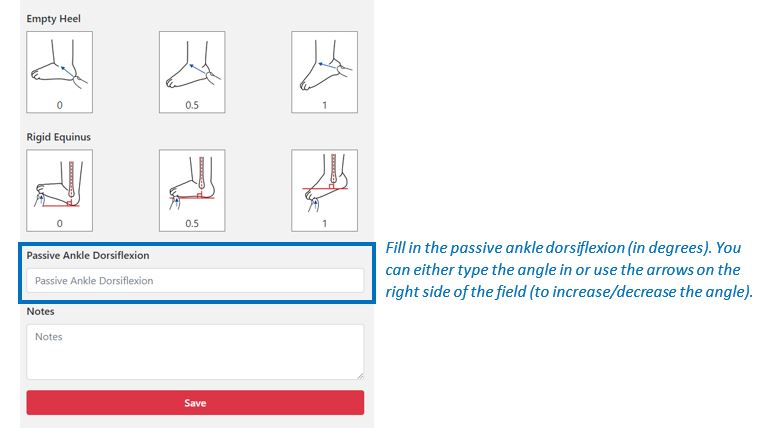 Empty Heel
0 0.5 1
Rigid Equinus
0 0.5 1
Passive Ankle Dorsiflexion
Passive Ankle Dorsiflexion
Fill in the passive ankle dorsiflexion (in degrees). You
can either type the angle in or use the arrows on the
right side of the field (to increase/decrease the angle).
Notes
Notes
Save